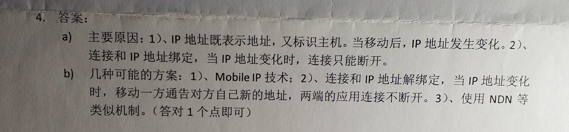 4. 答案：
a) 主要原因：1）、IP 地址既表示地址，又标识主机。当移动后，IP 地址发生变化。2）、
连接和 IP 地址绑定，当 IP 地址变化时，连接只能断开。
b) 几种可能的方案：1）、Mobile IP 技术；2）、连接和 IP 地址解绑定，当 IP 地址变化
时，移动一方通告对方自己新的地址，两端的应用连接不断开。3）、使用 NDN 等
类似机制。（答对 1 个点即可）